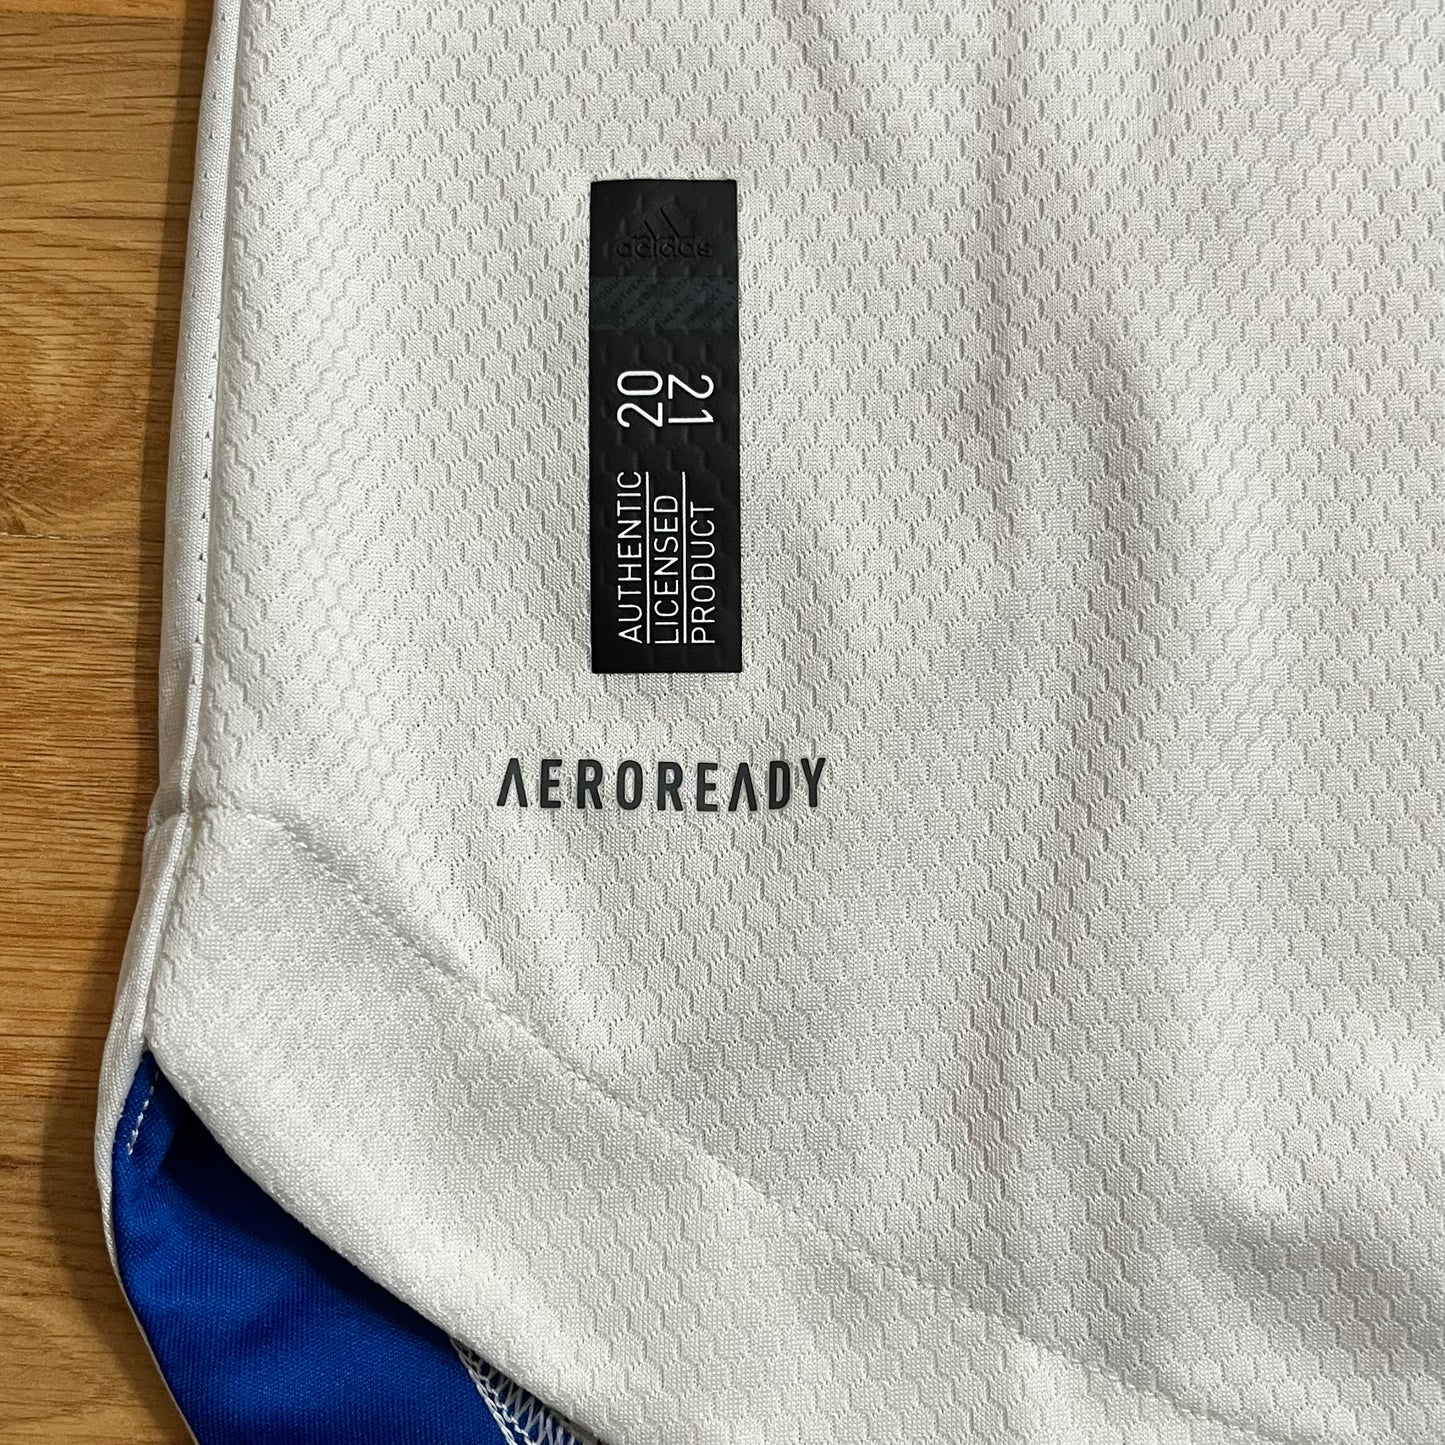 adidas
20
21
AUTHENTIC
LICENSED
PRODUCT
AEROREADY